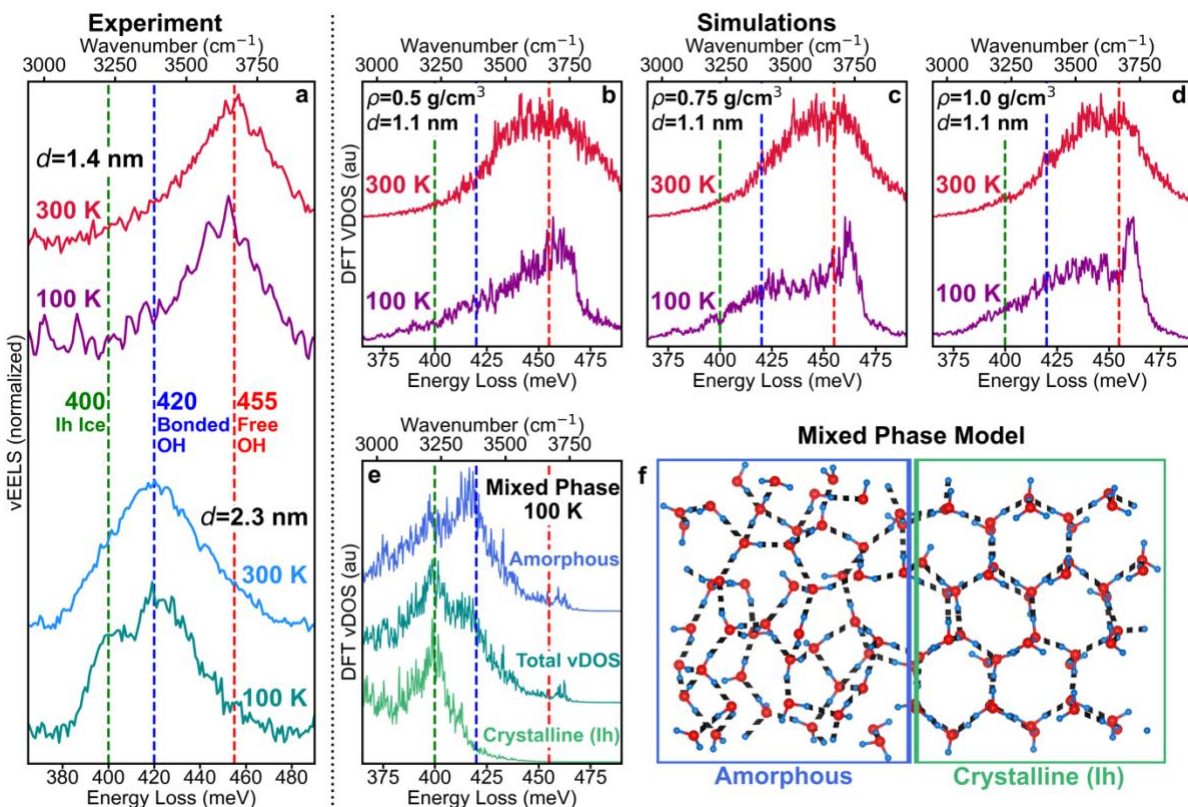 Experiment
Wavenumber (cm⁻¹)
3000 3250 3500 3750
a
d=1.4 nm
300 K
100 K
400
Ih Ice
420
Bonded
OH
455
Free
OH
d=2.3 nm
300 K
100 K
vEELS (normalized)
380 400 420 440 460 480
Energy Loss (meV)
Simulations
Wavenumber (cm⁻¹)
3000 3250 3500 3750
b
ρ=0.5 g/cm³
d=1.1 nm
300 K
100 K
DFT VDOS (au)
375 400 425 450 475
Energy Loss (meV)
Wavenumber (cm⁻¹)
3000 3250 3500 3750
c
ρ=0.75 g/cm³
d=1.1 nm
300 K
100 K
375 400 425 450 475
Energy Loss (meV)
Wavenumber (cm⁻¹)
3000 3250 3500 3750
d
ρ=1.0 g/cm³
d=1.1 nm
300 K
100 K
375 400 425 450 475
Energy Loss (meV)
Wavenumber (cm⁻¹)
3000 3250 3500 3750
e
Mixed Phase
100 K
Amorphous
Total vDOS
Crystalline (Ih)
DFT vDOS (au)
375 400 425 450 475
Energy Loss (meV)
Mixed Phase Model
f
Amorphous
Crystalline (Ih)